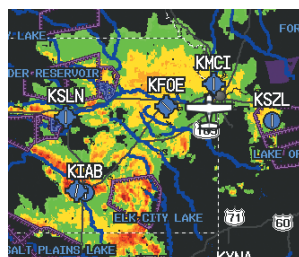 Y LAKE
FOR
KMCI
DER RESERVOIR
KFOE
KSLN
KSZL
LAKE OF
KIAB
ELK CITY LAKE
71
60
SALT PLAINS LAKE
KYNA